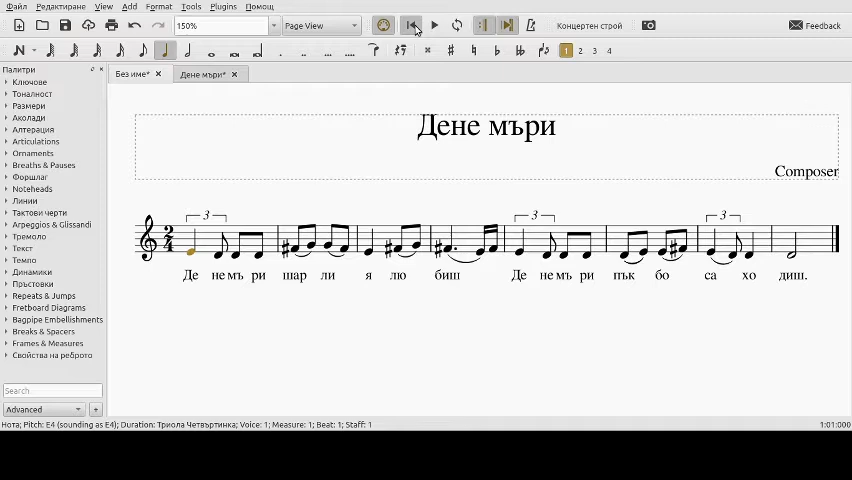 Файл Редактиране View Add Format Tools Plugins Помощ
150% Page View Концертен строй Feedback
1 2 3 4
Палитри
Без име* Дене мъри*
Ключове
Тоналност
Размери
Аколади
Алтерация
Articulations
Ornaments
Breaths & Pauses
Форшлаг
Noteheads
Линии
Тактови черти
Arpeggios & Glissandi
Тремоло
Текст
Темпо
Динамики
Пръстовки
Repeats & Jumps
Fretboard Diagrams
Bagpipe Embellishments
Breaks & Spacers
Frames & Measures
Свойства на реброто
Search
Advanced +
Дене мъри
Composer
3 3 3
2
4
Де не мъ ри шар ли я лю биш Де не мъ ри пък бо са хо диш.
Нота; Pitch: E4 (sounding as E4); Duration: Триола Четвъртинка; Voice: 1; Measure: 1; Beat: 1; Staff: 1 1:01:000